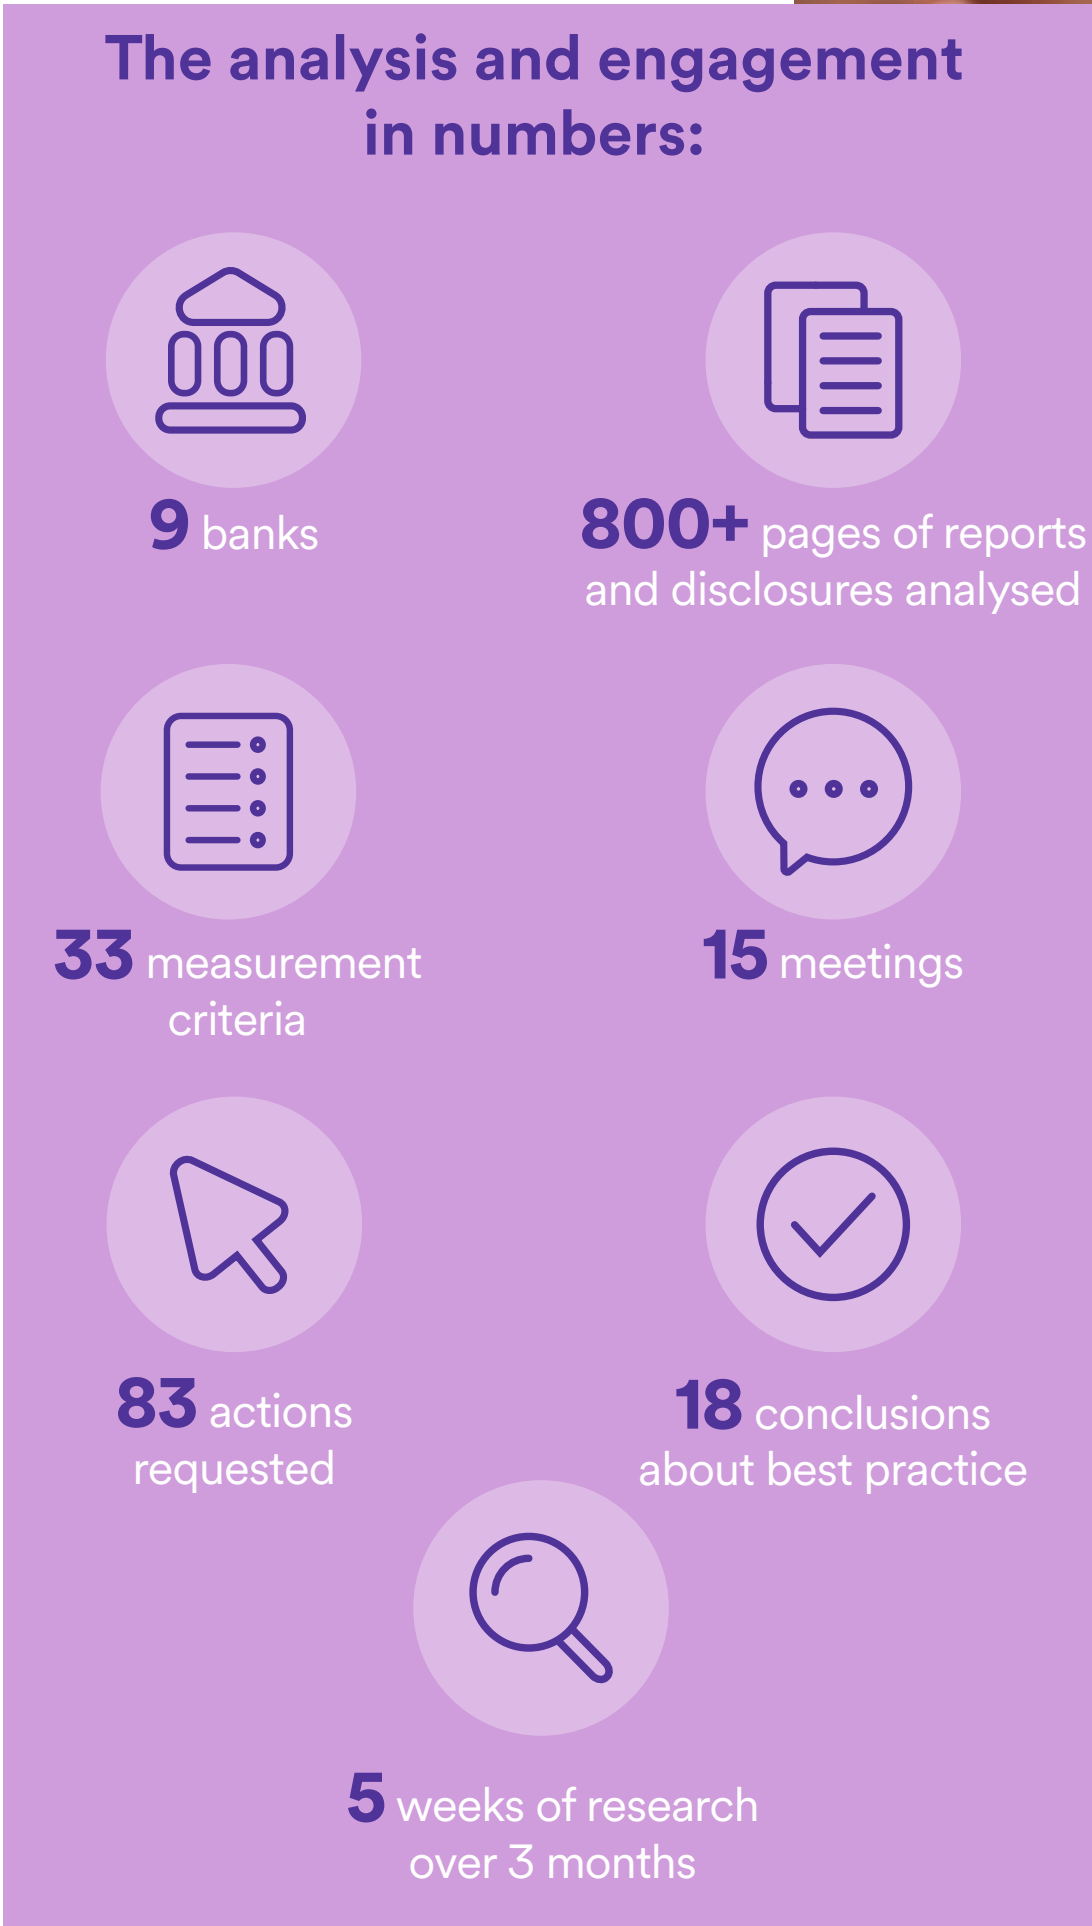 The analysis and engagement
in numbers:
9 banks
800+ pages of reports
and disclosures analysed
33 measurement
criteria
15 meetings
83 actions
requested
18 conclusions
about best practice
5 weeks of research
over 3 months